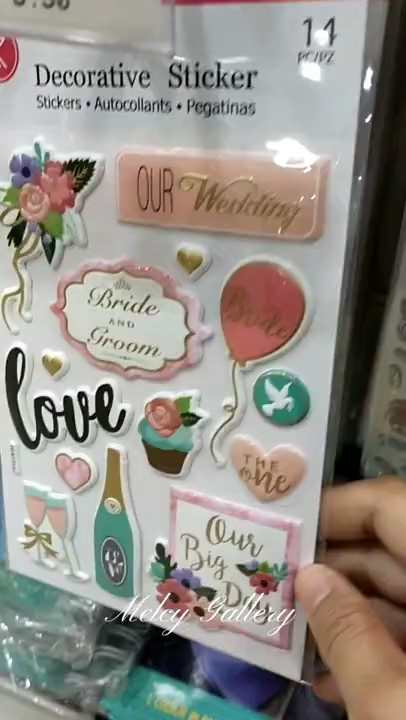 14
PC/PZ
Decorative Sticker
Stickers • Autocollants • Pegatinas
OUR Wedding
Bride
AND
Groom
Bride
love
THE
one
Our
Big
Meley Gallery